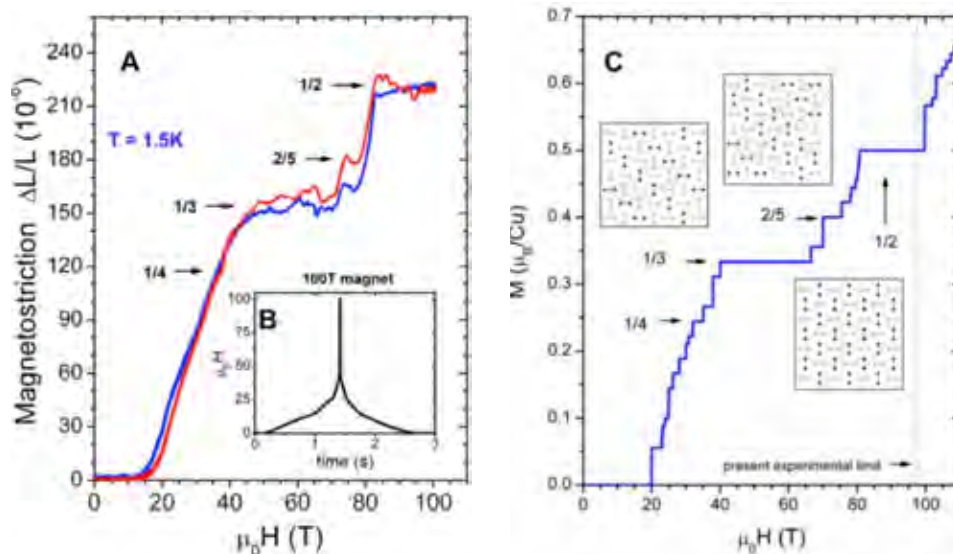 A
T = 1.5K
Magnetostriction ΔL/L (10⁻⁶)
240
210
180
150
120
90
60
30
0
1/2
2/5
1/3
1/4
100T magnet
B
μ₀H
100
75
50
25
0
0 1 2 3
time (s)
0 20 40 60 80 100
μ₀H (T)
C
M (μB/Cu)
0.7
0.6
0.5
0.4
0.3
0.2
0.1
0.0
2/5
1/3
1/2
1/4
present experimental limit
0 20 40 60 80 100
μ₀H (T)